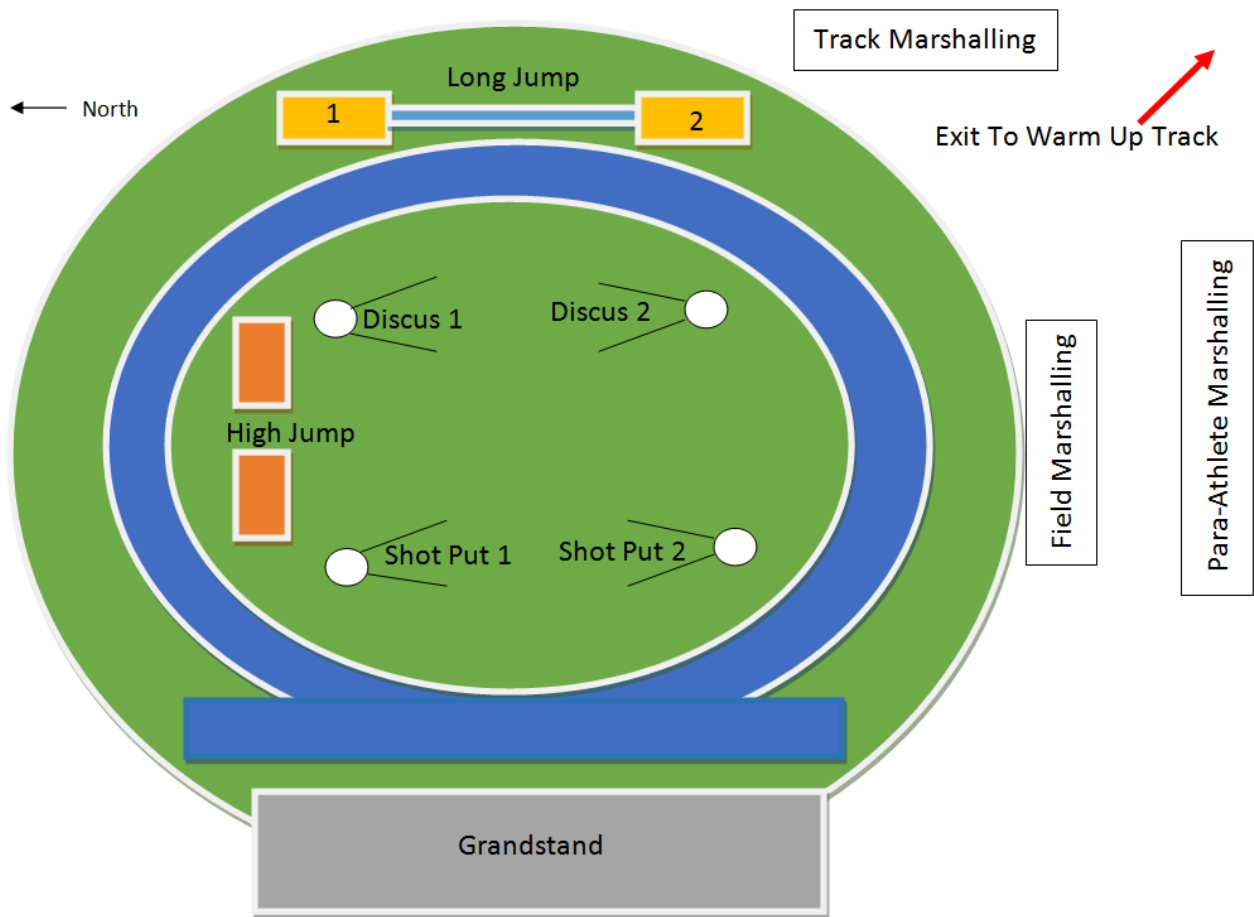 Track Marshalling
Long Jump
North
1
2
Exit To Warm Up Track
Discus 1
Discus 2
High Jump
Shot Put 1
Shot Put 2
Field Marshalling
Para-Athlete Marshalling
Grandstand